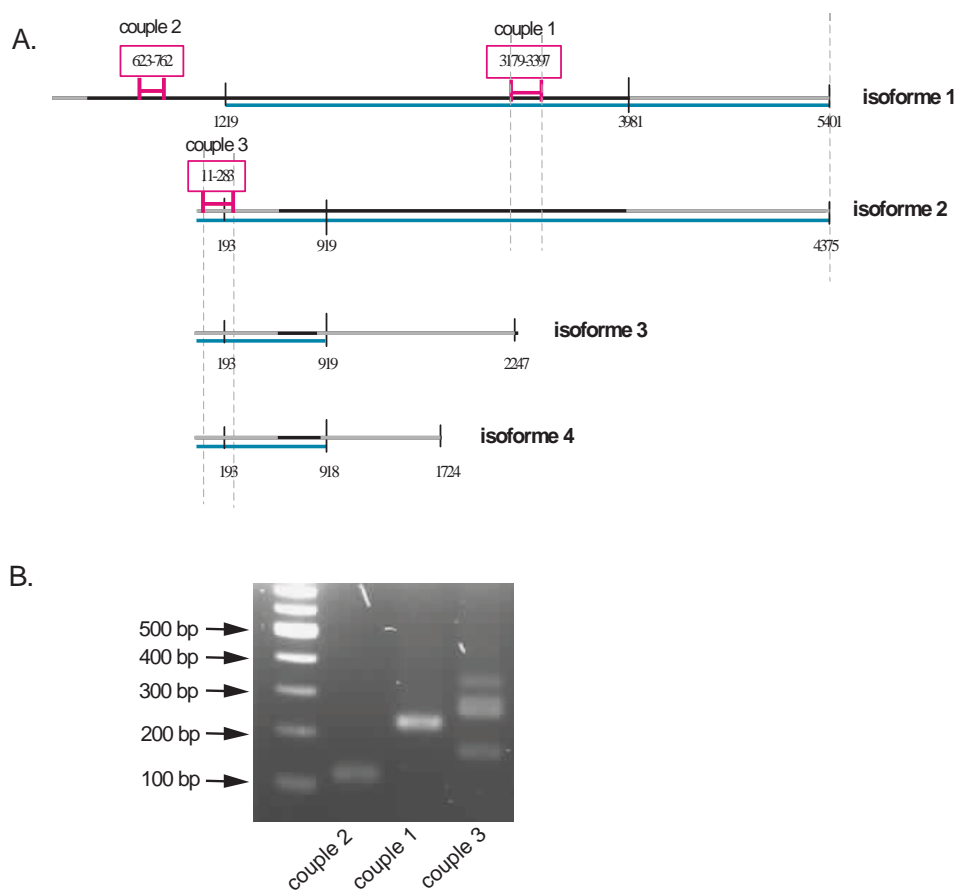 A.
couple 2
couple 1
623-762
3179-3397
isoforme 1
1219
3981
5401
couple 3
11-283
isoforme 2
193
919
4375
isoforme 3
193
919
2247
isoforme 4
193
918
1724
B.
500 bp
400 bp
300 bp
200 bp
100 bp
couple 2
couple 1
couple 3